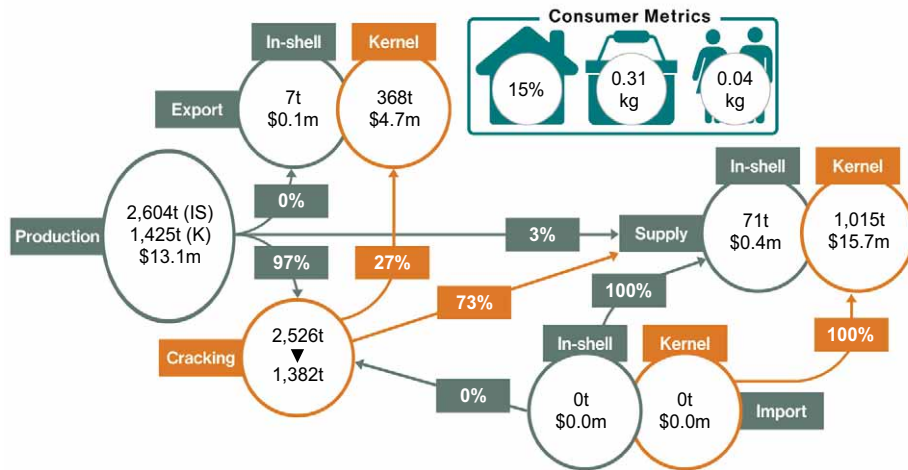 Consumer Metrics
15%
0.31
kg
0.04
kg
In-shell
Kernel
Export
7t
$0.1m
368t
$4.7m
0%
Production
2,604t (IS)
1,425t (K)
$13.1m
97%
27%
3%
73%
100%
Supply
In-shell
Kernel
71t
$0.4m
1,015t
$15.7m
Cracking
2,526t
▼
1,382t
0%
In-shell
Kernel
0t
$0.0m
0t
$0.0m
Import
100%